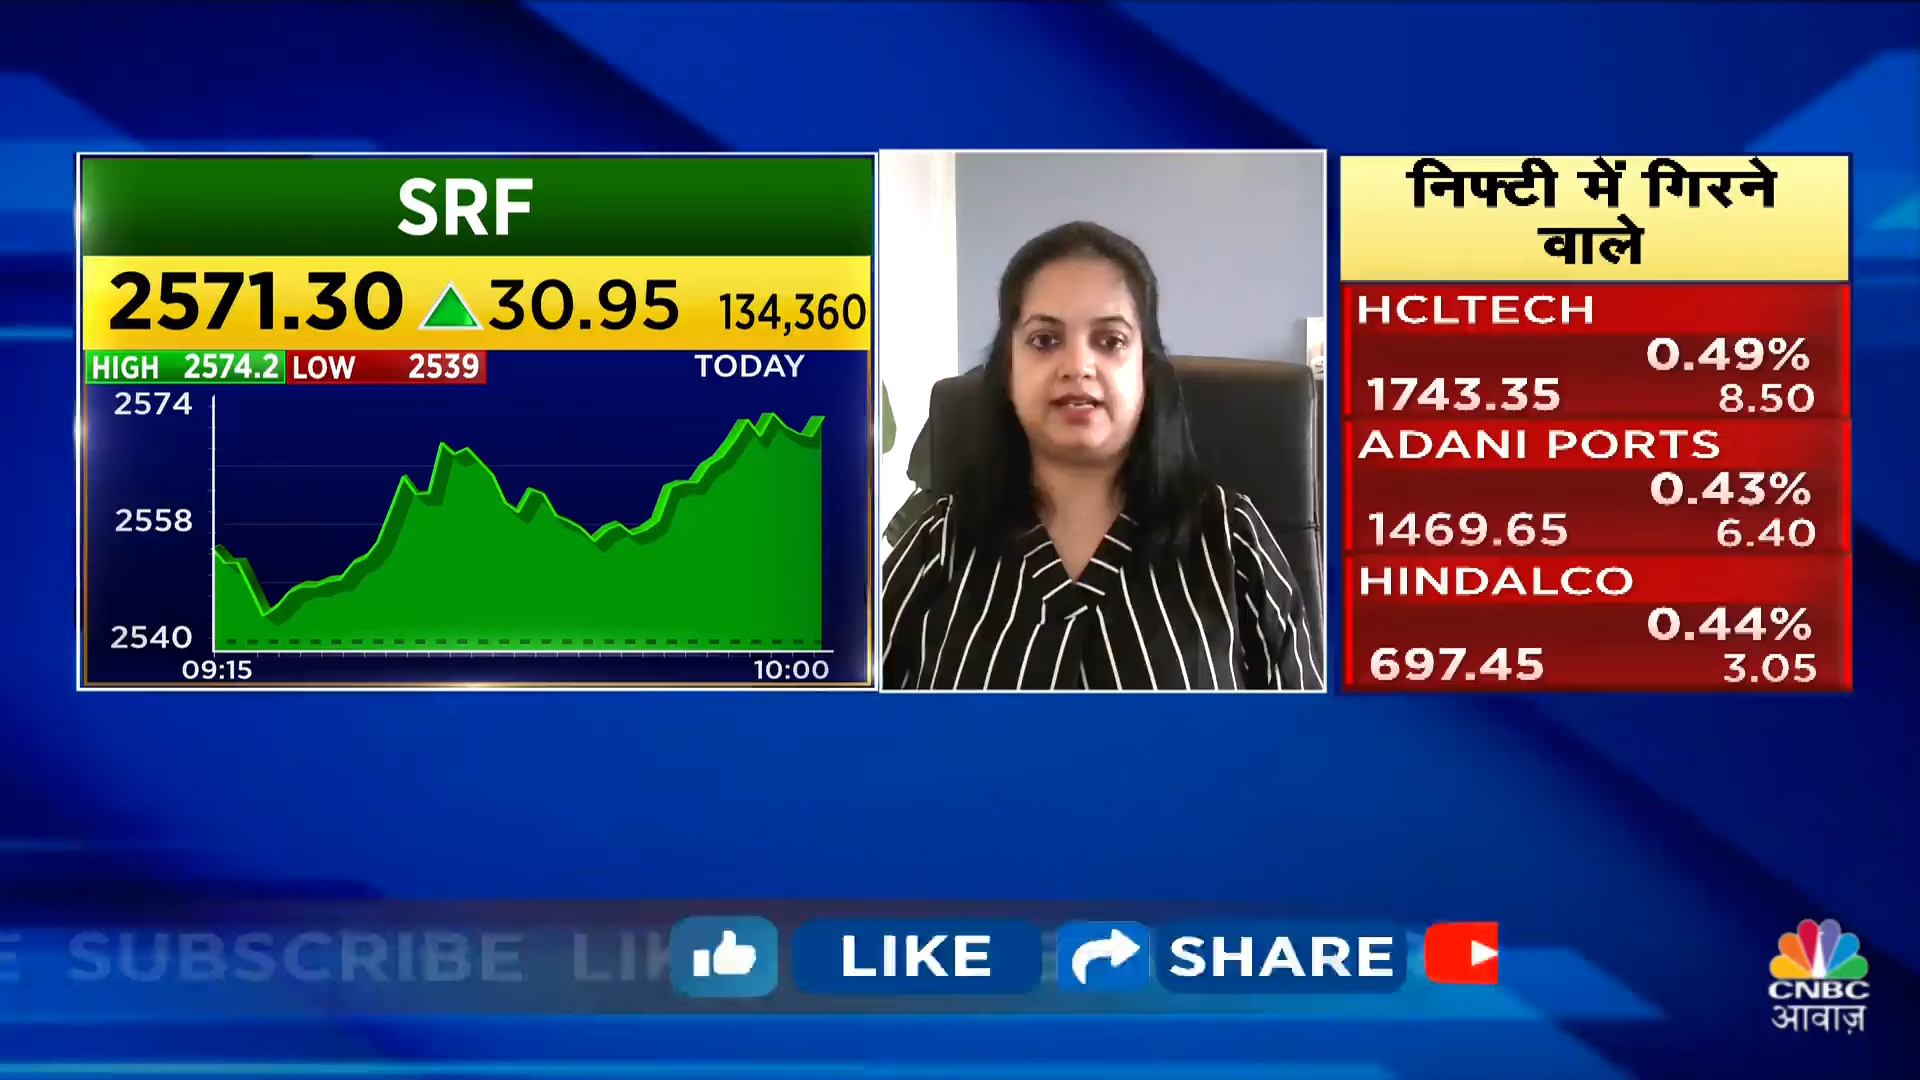 SRF
2571.30 30.95 134,360
HIGH 2574.2 LOW 2539 TODAY
2574
2558
2540
09:15 10:00
निफ्टी में गिरने
वाले
HCLTECH
0.49%
1743.35 8.50
ADANI PORTS
0.43%
1469.65 6.40
HINDALCO
0.44%
697.45 3.05
SUBSCRIBE LIKE SHARE
CNBC
आवाज़